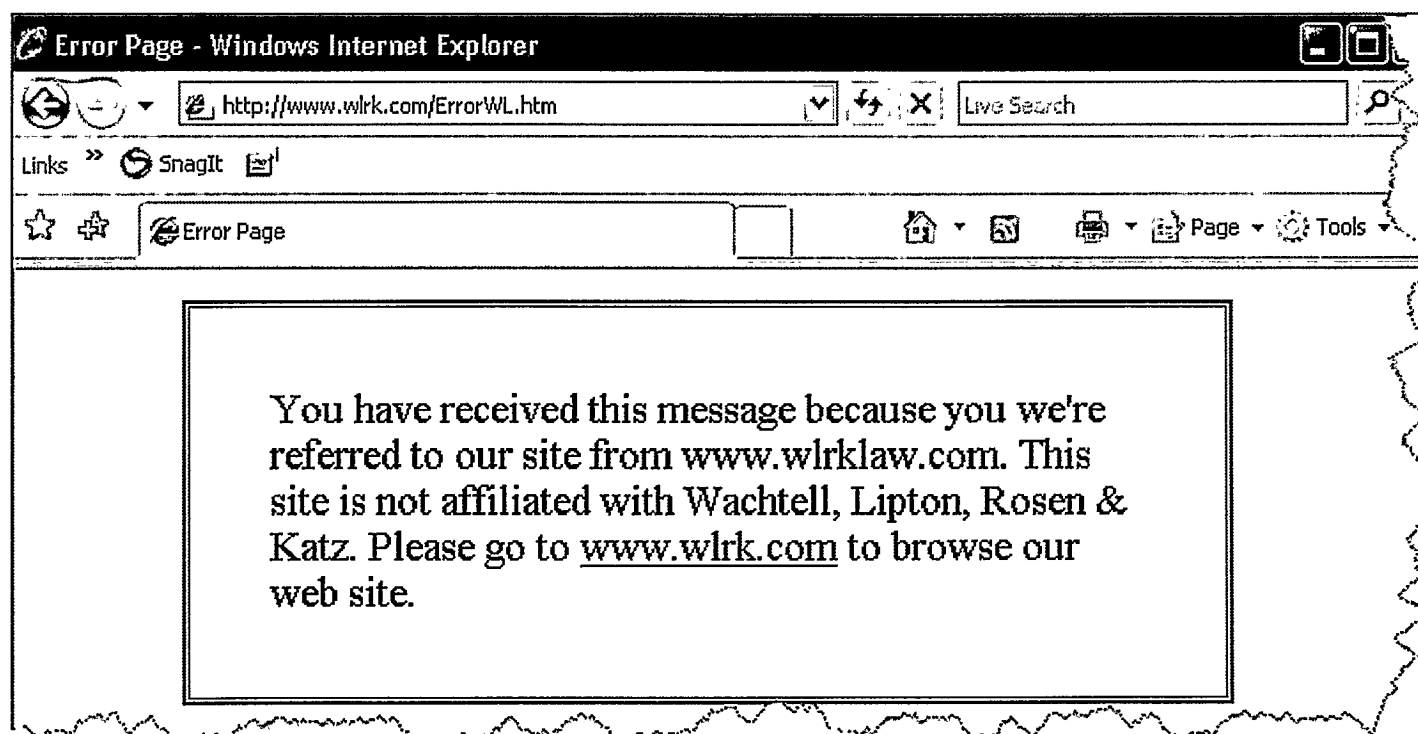 Error Page - Windows Internet Explorer
http://www.wlrk.com/ErrorWL.htm
Live Search
Links » SnagIt
Error Page
Page
Tools
You have received this message because you we're
referred to our site from www.wlrklaw.com. This
site is not affiliated with Wachtell, Lipton, Rosen &
Katz. Please go to www.wlrk.com to browse our
web site.